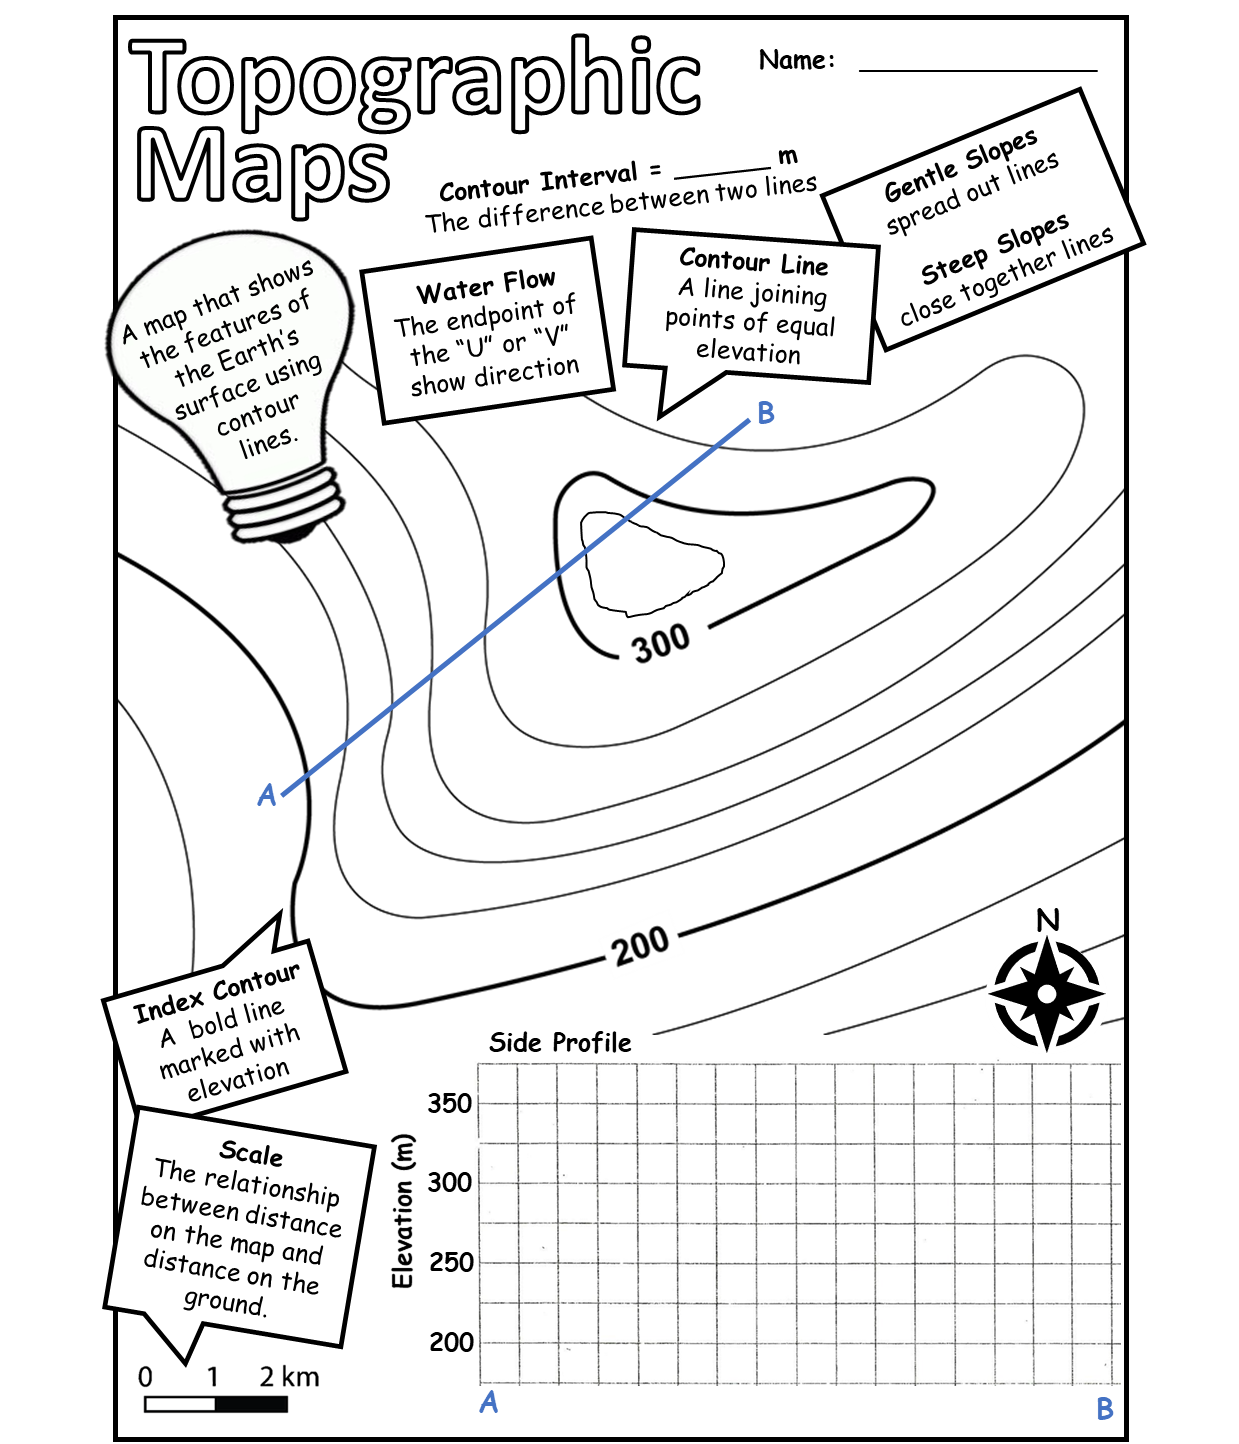 Topographic
Maps
Name:
Contour Interval = _______ m
The difference between two lines
Gentle Slopes
spread out lines
Steep Slopes
close together lines
A map that shows
the features of
the Earth's
surface using
contour
lines.
Water Flow
The endpoint of
the “U” or “V”
show direction
Contour Line
A line joining
points of equal
elevation
B
300
A
200
N
Index Contour
A bold line
marked with
elevation
Side Profile
350
300
250
200
Elevation (m)
A
B
Scale
The relationship
between distance
on the map and
distance on the
ground.
0 1 2 km